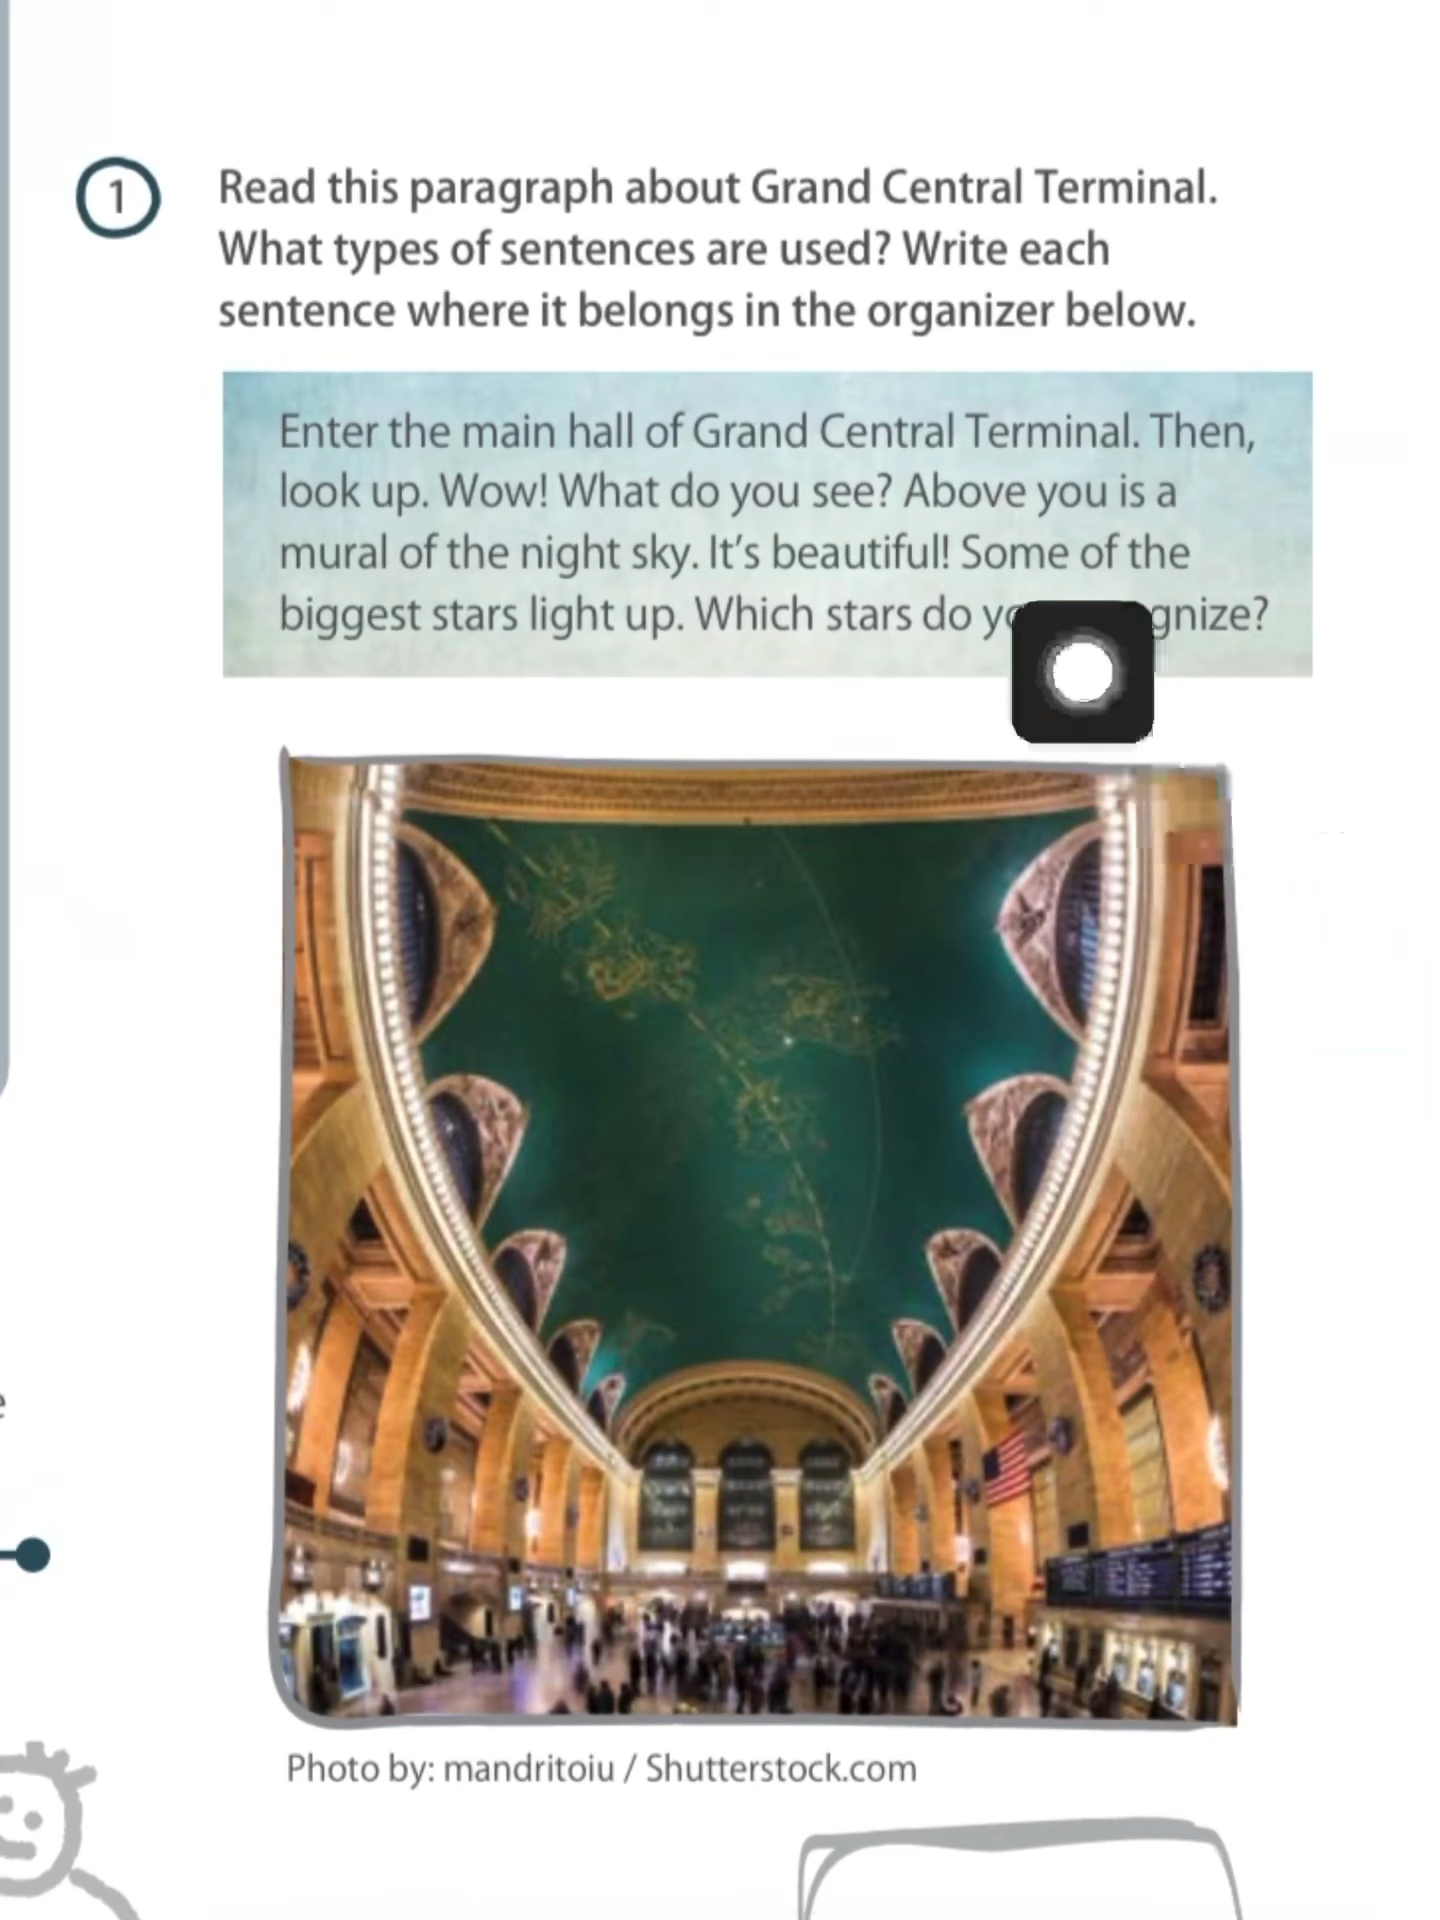 1
Read this paragraph about Grand Central Terminal.
What types of sentences are used? Write each
sentence where it belongs in the organizer below.
Enter the main hall of Grand Central Terminal. Then,
look up. Wow! What do you see? Above you is a
mural of the night sky. It’s beautiful! Some of the
biggest stars light up. Which stars do
Photo by: mandritoiu / Shutterstock.com